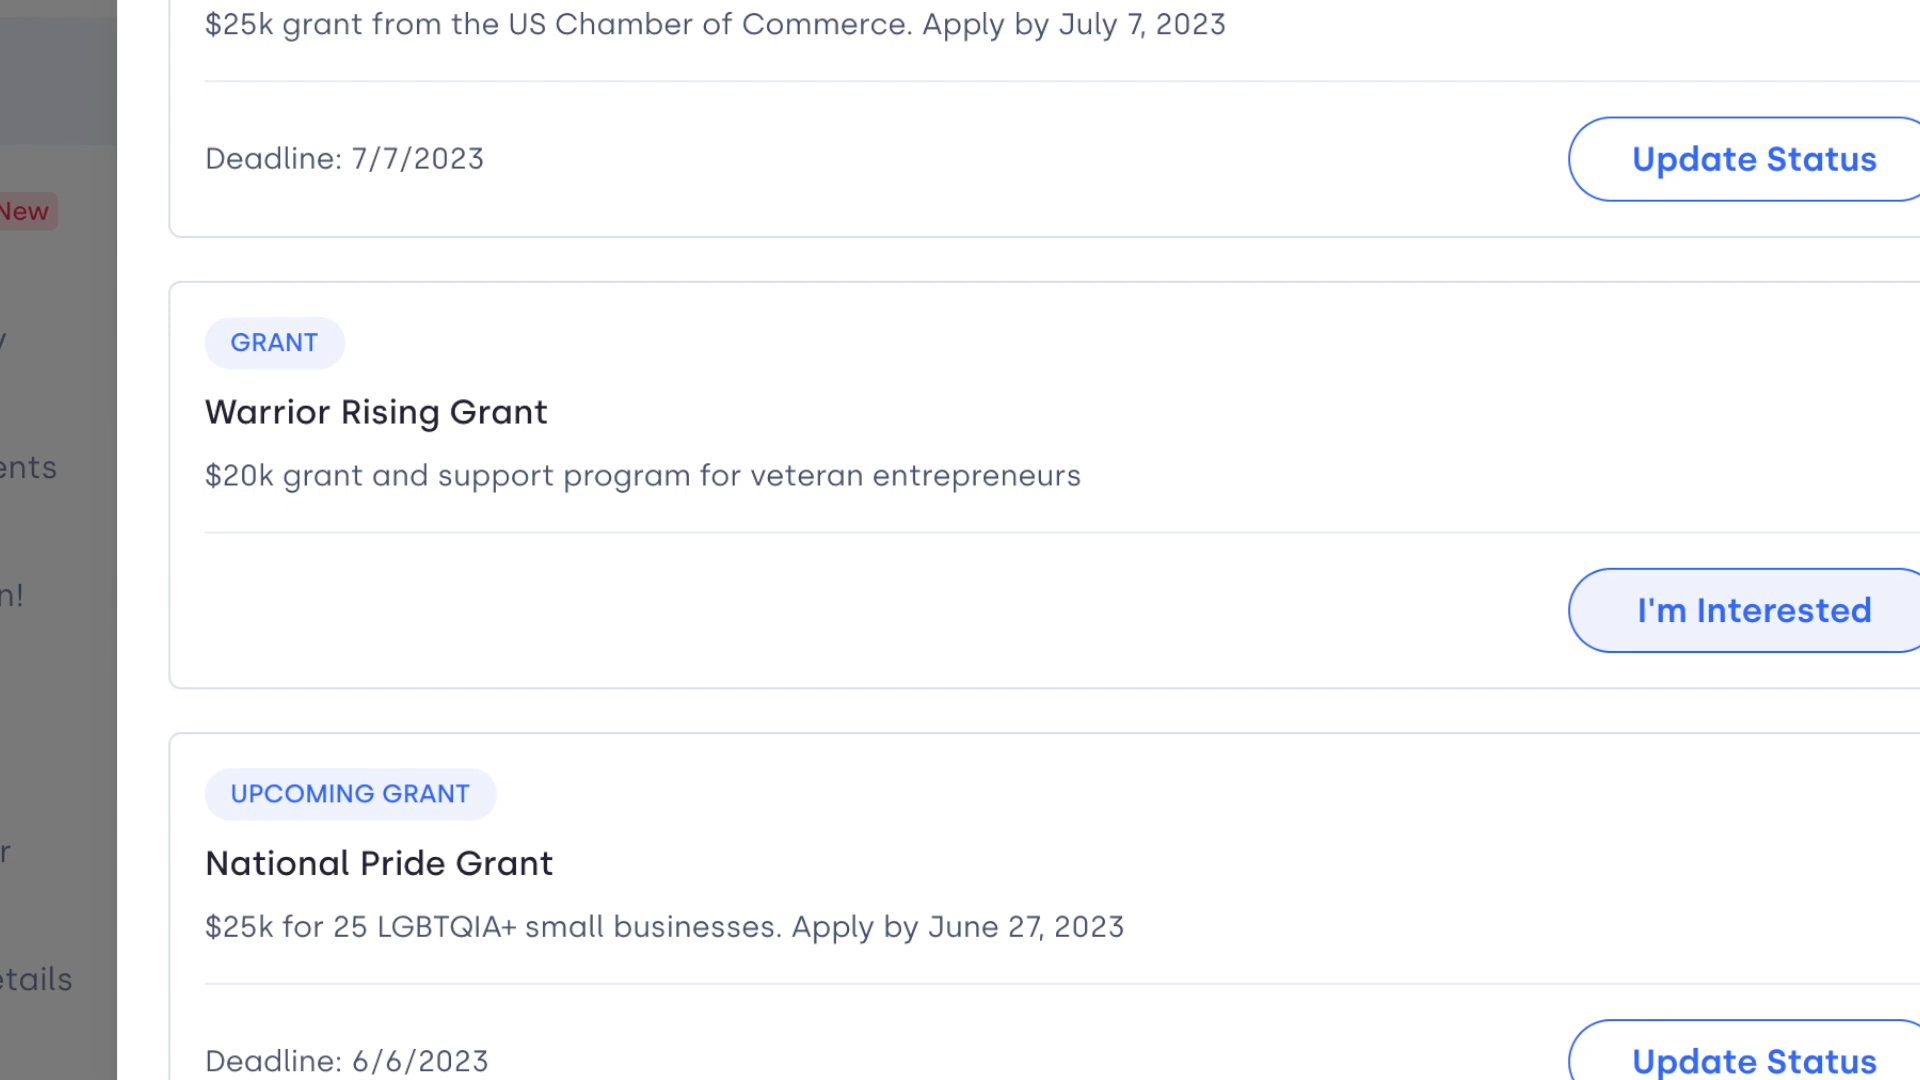 $25k grant from the US Chamber of Commerce. Apply by July 7, 2023
Deadline: 7/7/2023
Update Status
New
GRANT
Warrior Rising Grant
$20k grant and support program for veteran entrepreneurs
ents
I'm Interested
n!
UPCOMING GRANT
National Pride Grant
r
$25k for 25 LGBTQIA+ small businesses. Apply by June 27, 2023
etails
Deadline: 6/6/2023
Update Status